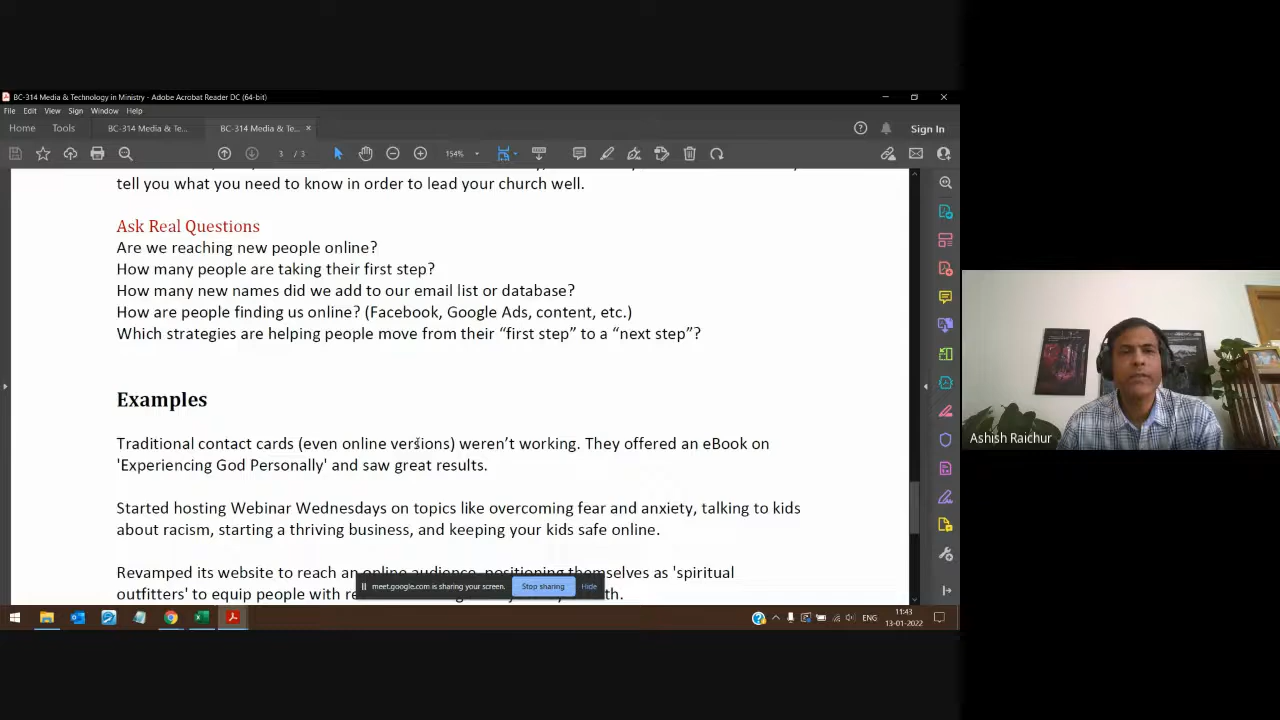 BC-314 Media & Technology in Ministry - Adobe Acrobat Reader DC (64-bit)
File Edit View Sign Window Help
Home Tools BC-314 Media & Te... BC-314 Media & Te... × Sign In
3 / 3 154%
tell you what you need to know in order to lead your church well.
Ask Real Questions
Are we reaching new people online?
How many people are taking their first step?
How many new names did we add to our email list or database?
How are people finding us online? (Facebook, Google Ads, content, etc.)
Which strategies are helping people move from their “first step” to a “next step”?
Examples
Traditional contact cards (even online versions) weren’t working. They offered an eBook on
'Experiencing God Personally' and saw great results.
Started hosting Webinar Wednesdays on topics like overcoming fear and anxiety, talking to kids
about racism, starting a thriving business, and keeping your kids safe online.
Revamped its website to reach an online audience, positioning themselves as 'spiritual
outfitters' to equip people with
meet.google.com is sharing your screen. Stop sharing Hide
ENG 11:43
13-01-2022
Ashish Raichur